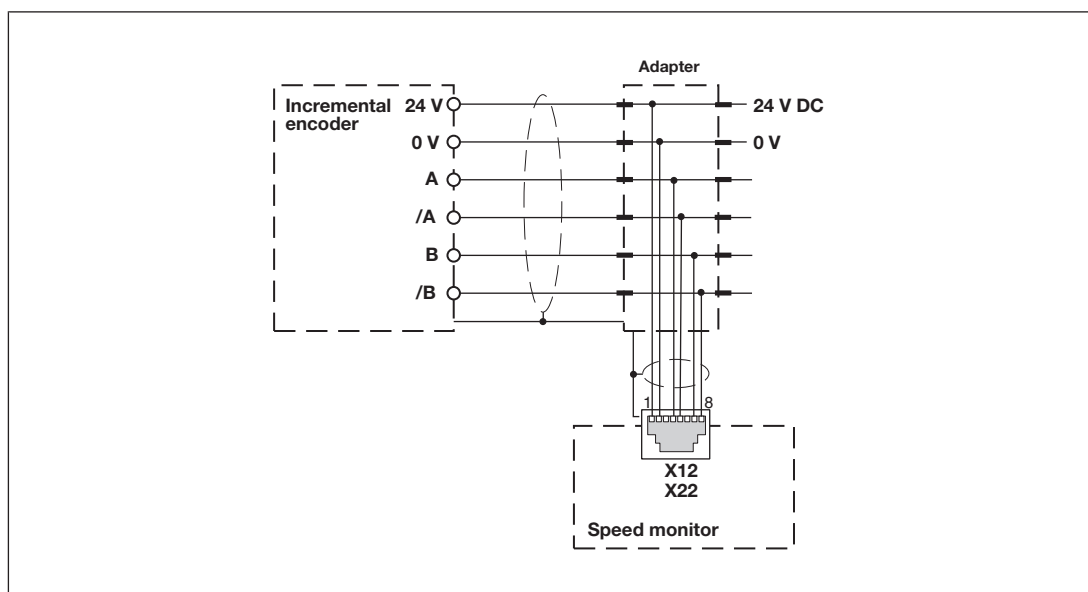 Adapter
Incremental 24 V 24 V DC
encoder
0 V 0 V
A
/A
B
/B
1 8
X12
X22
Speed monitor